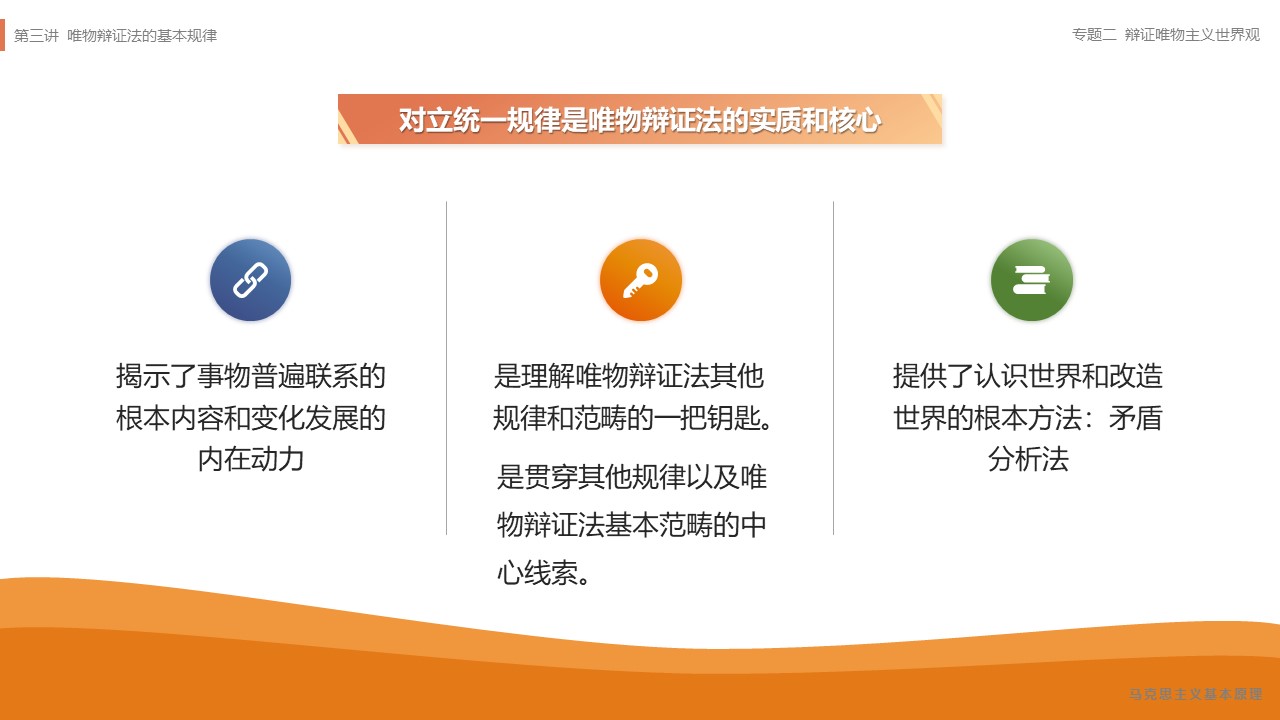 第三讲 唯物辩证法的基本规律
专题二 辩证唯物主义世界观
对立统一规律是唯物辩证法的实质和核心
揭示了事物普遍联系的
根本内容和变化发展的
内在动力
是理解唯物辩证法其他
规律和范畴的一把钥匙。
是贯穿其他规律以及唯
物辩证法基本范畴的中
心线索。
提供了认识世界和改造
世界的根本方法：矛盾
分析法
马克思主义基本原理